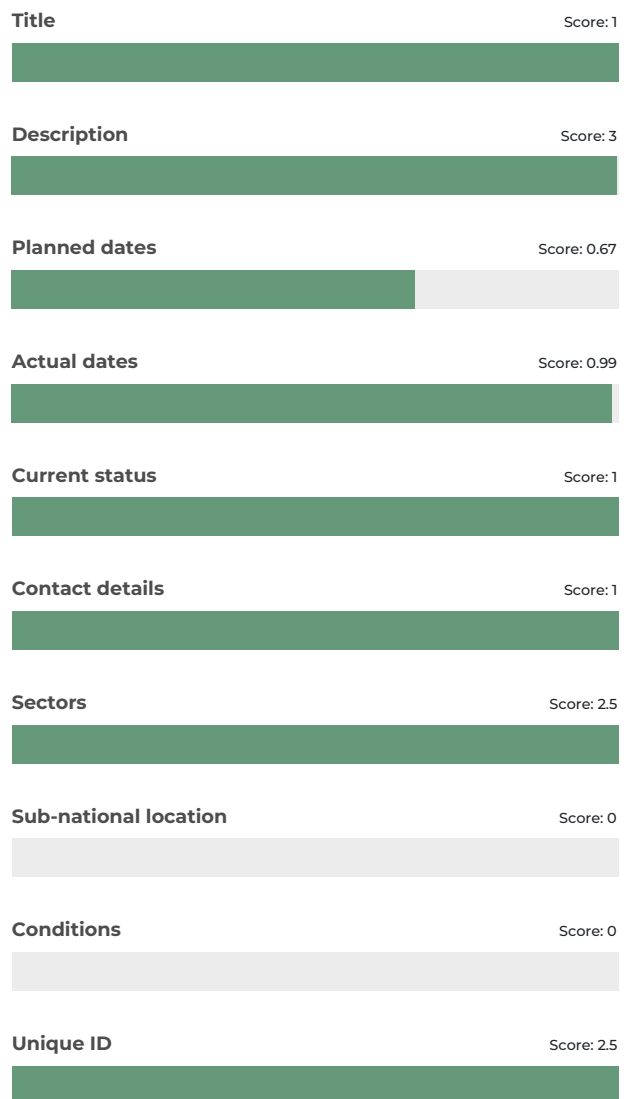 Title Score: 1
Description Score: 3
Planned dates Score: 0.67
Actual dates Score: 0.99
Current status Score: 1
Contact details Score: 1
Sectors Score: 2.5
Sub-national location Score: 0
Conditions Score: 0
Unique ID Score: 2.5